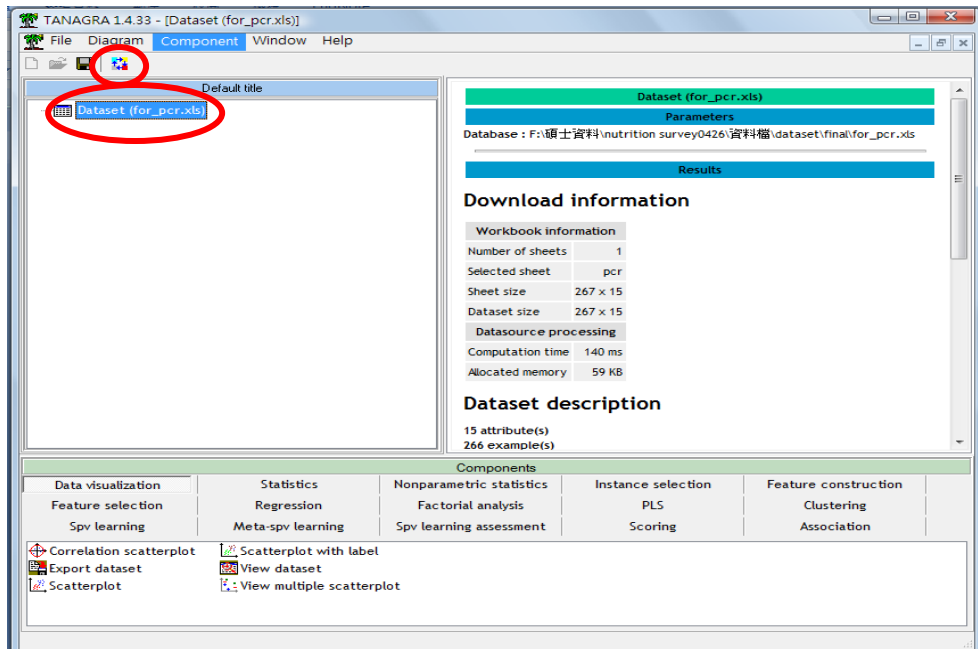 TANAGRA 1.4.33 - [Dataset (for_pcr.xls)]
File Diagram Component Window Help
Default title
Dataset (for_pcr.xls)
Dataset (for_pcr.xls)
Parameters
Database : F:\碩士資料\nutrition survey0426\資料檔\dataset\final\for_pcr.xls
Results
Download information
Workbook information
Number of sheets 1
Selected sheet pcr
Sheet size 267 x 15
Dataset size 267 x 15
Datasource processing
Computation time 140 ms
Allocated memory 59 KB
Dataset description
15 attribute(s)
266 example(s)
Components
Data visualization Statistics Nonparametric statistics Instance selection Feature construction
Feature selection Regression Factorial analysis PLS Clustering
Spv learning Meta-spv learning Spv learning assessment Scoring Association
Correlation scatterplot Scatterplot with label
Export dataset View dataset
Scatterplot View multiple scatterplot